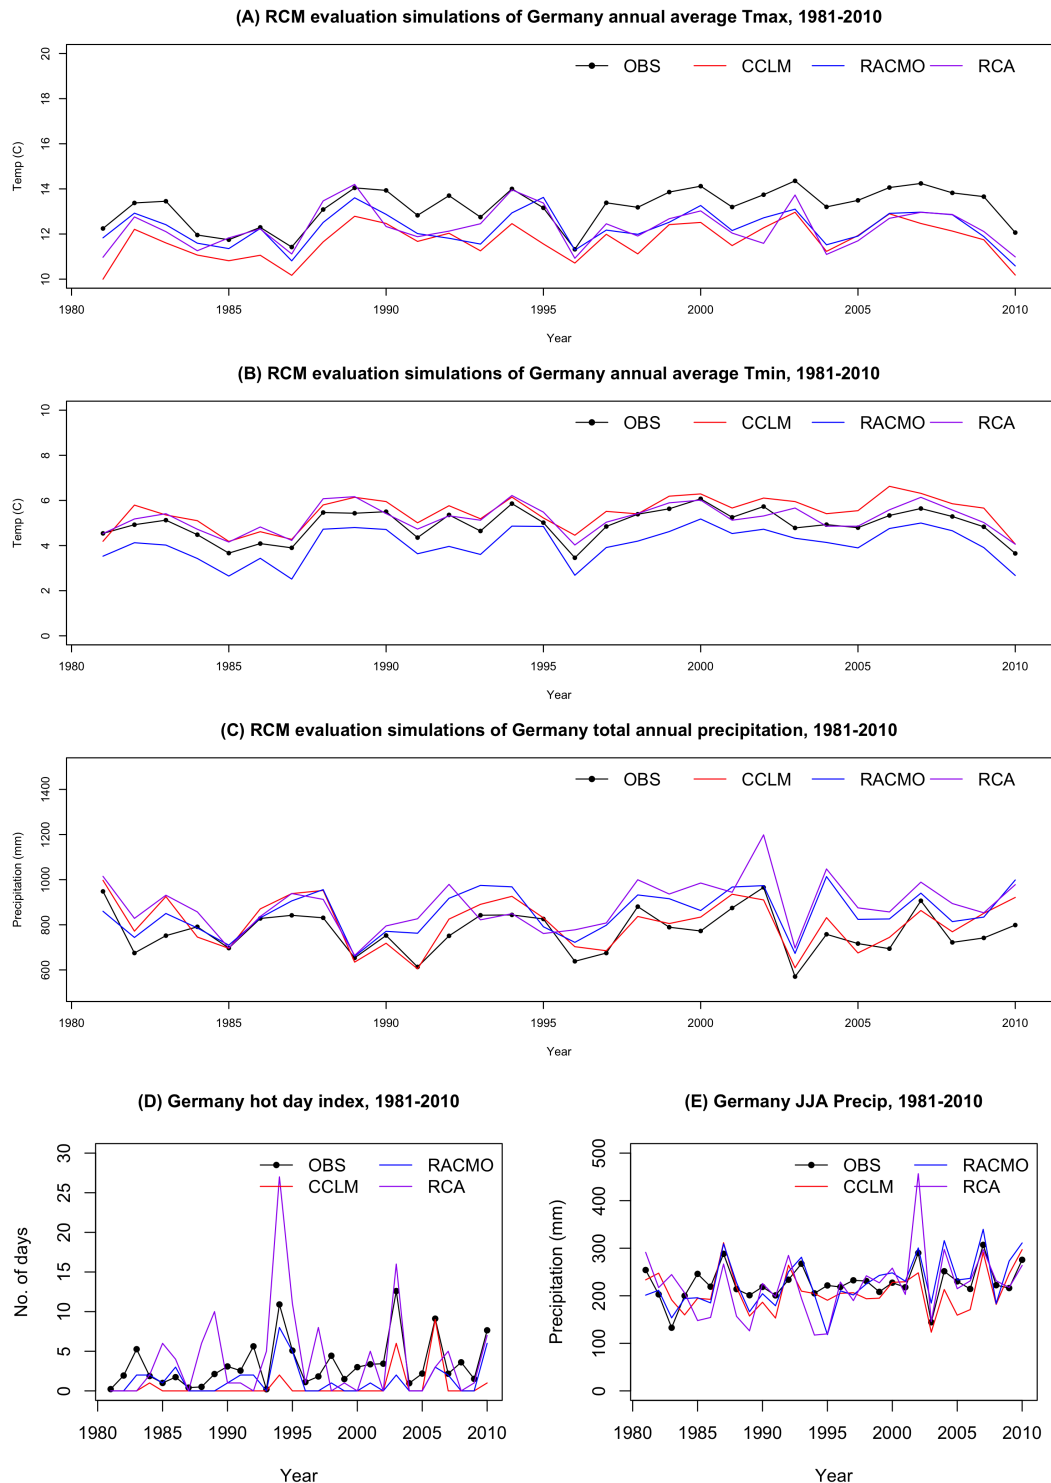 (A) RCM evaluation simulations of Germany annual average Tmax, 1981-2010
OBS CCLM RACMO RCA
Temp (C)
20
18
16
14
12
10
1980 1985 1990 1995 2000 2005 2010
Year
(B) RCM evaluation simulations of Germany annual average Tmin, 1981-2010
OBS CCLM RACMO RCA
Temp (C)
10
8
6
4
2
0
1980 1985 1990 1995 2000 2005 2010
Year
(C) RCM evaluation simulations of Germany total annual precipitation, 1981-2010
OBS CCLM RACMO RCA
Precipitation (mm)
1400
1200
1000
800
600
1980 1985 1990 1995 2000 2005 2010
Year
(D) Germany hot day index, 1981-2010
OBS RACMO
CCLM RCA
No. of days
30
25
20
15
10
5
0
1980 1985 1990 1995 2000 2005 2010
Year
(E) Germany JJA Precip, 1981-2010
OBS RACMO
CCLM RCA
Precipitation (mm)
500
400
300
200
100
0
1980 1985 1990 1995 2000 2005 2010
Year